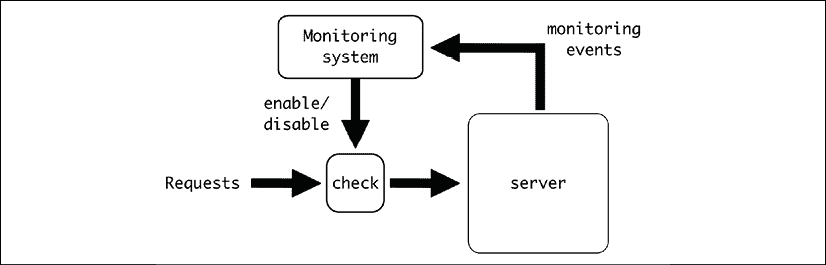 Monitoring
system
monitoring
events
enable/
disable
Requests
check
server